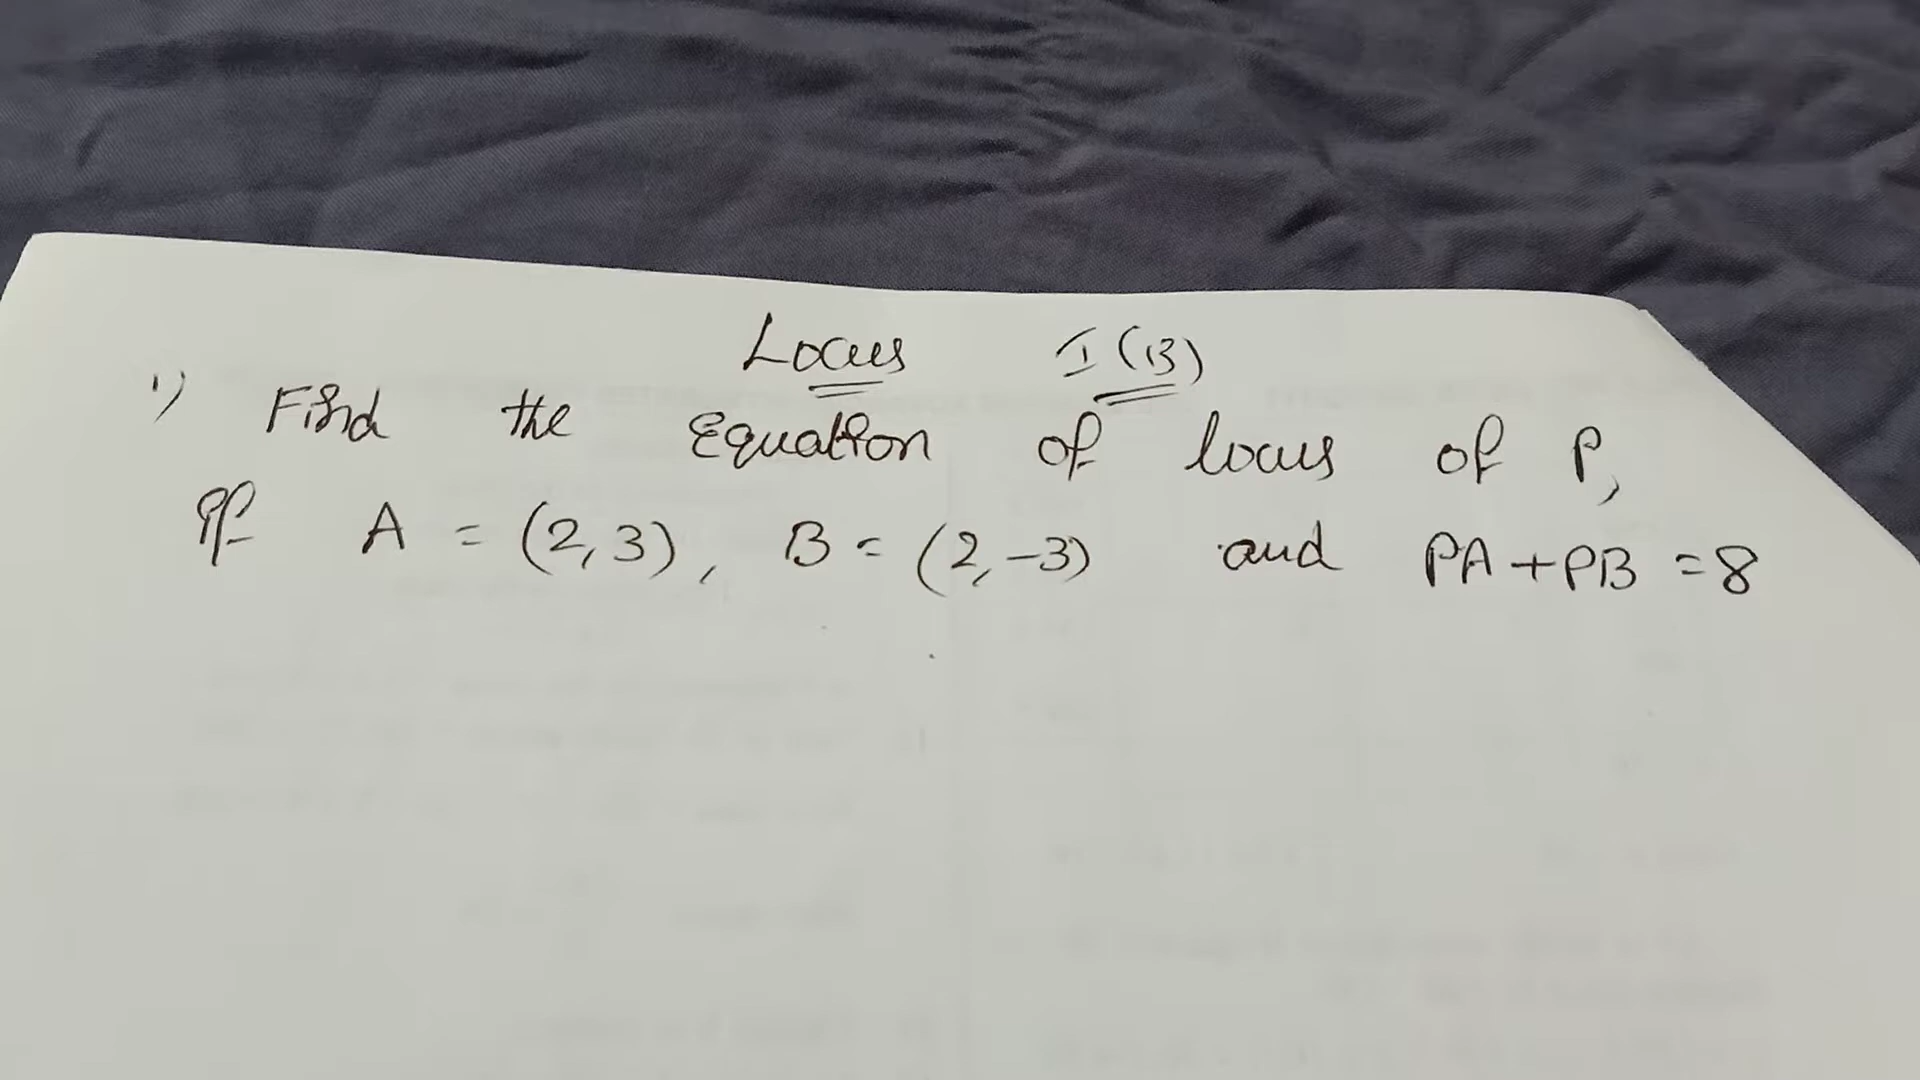 Locus I(B)
1) Find the Equation of locus of P,
if A = (2,3), B = (2,-3) and PA+PB = 8